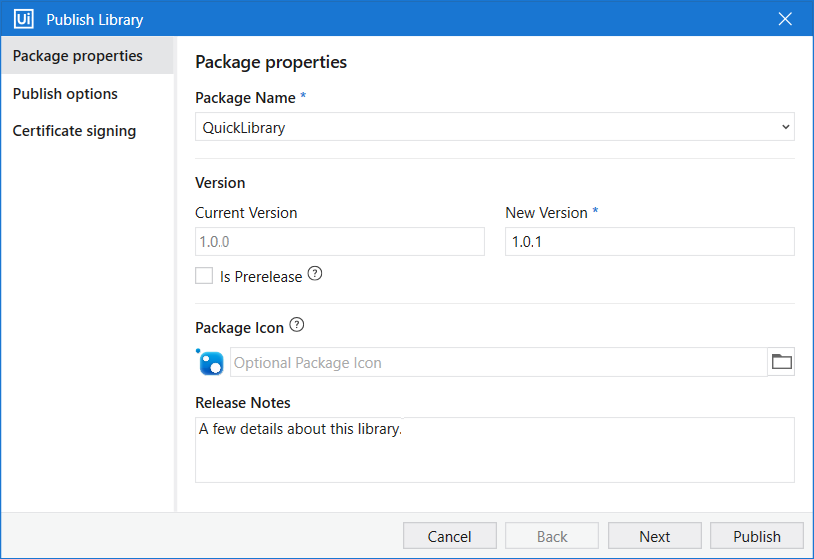 Ui Publish Library
Package properties
Publish options
Certificate signing
Package properties
Package Name *
QuickLibrary
Version
Current Version New Version *
1.0.0 1.0.1
Is Prerelease ?
Package Icon ?
Optional Package Icon
Release Notes
A few details about this library.
Cancel Back Next Publish